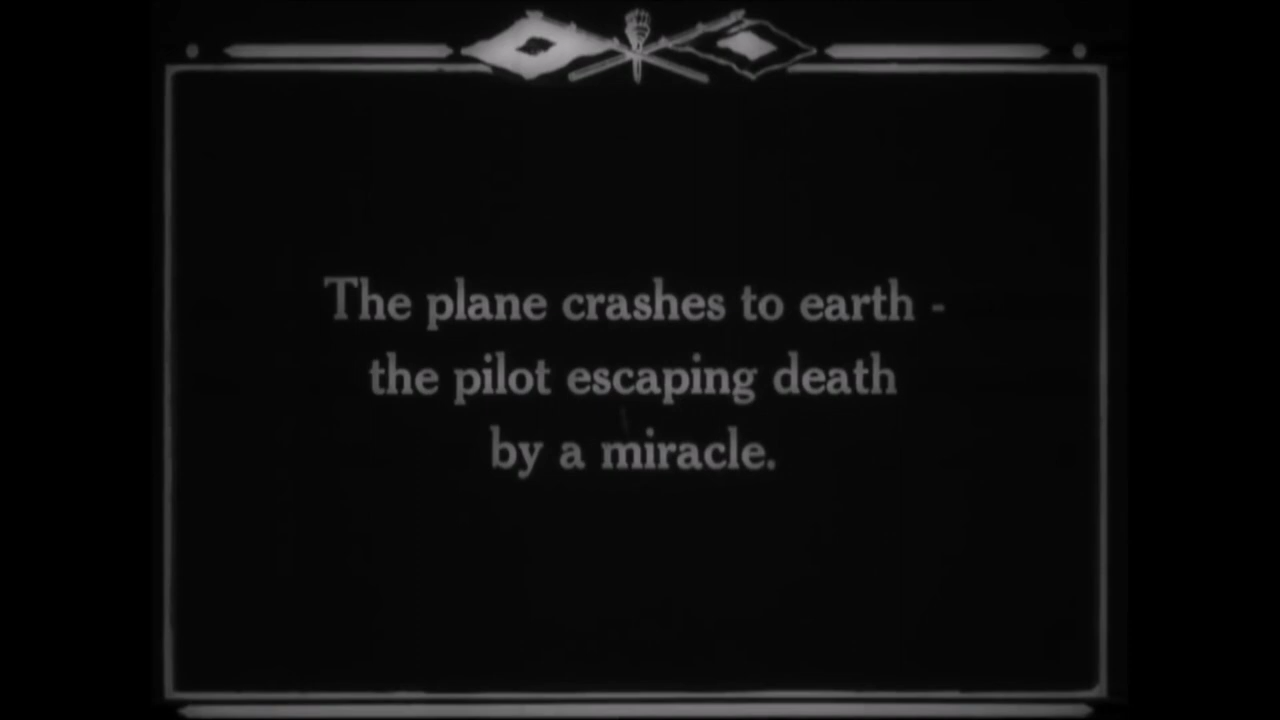 The plane crashes to earth -
the pilot escaping death
by a miracle.